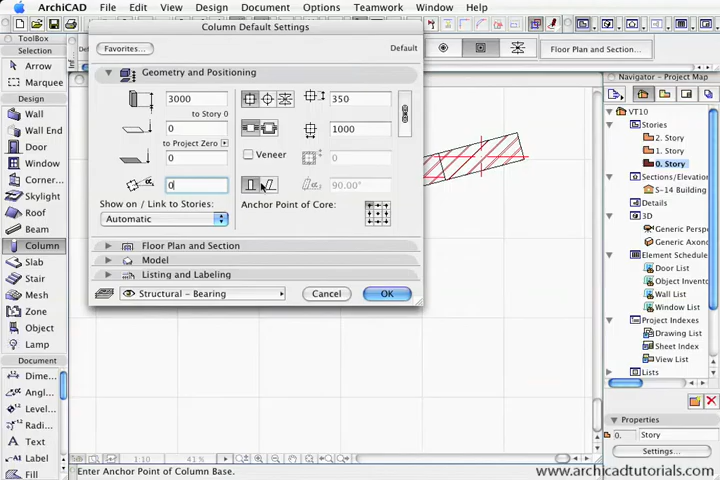 ArchiCAD File Edit View Design Document Options Teamwork Window Help
ToolBox
Selection
Arrow
Marquee
Design
Wall
Wall End
Door
Window
Corner...
Skylight
Roof
Beam
Column
Slab
Stair
Mesh
Zone
Object
Lamp
Document
Dime...
Angl...
Level...
Radi...
Text
Label
Fill
Column Default Settings
Favorites...
Default
Geometry and Positioning
3000
to Story 0
0
to Project Zero
0
0
Show on / Link to Stories:
Automatic
350
1000
Veneer
0
90.00°
Anchor Point of Core:
Floor Plan and Section
Model
Listing and Labeling
Structural - Bearing
Cancel
OK
Floor Plan and Section...
Navigator - Project Map
VT10
Stories
2. Story
1. Story
0. Story
Sections/Elevation
S-14 Building
Details
3D
Generic Persp
Generic Axono
Element Schedule
Door List
Object Invento
Wall List
Window List
Project Indexes
Drawing List
Sheet Index
View List
Lists
Properties
0.
Story
Settings...
1:10
41 %
Enter Anchor Point of Column Base.
www.archicadtutorials.com